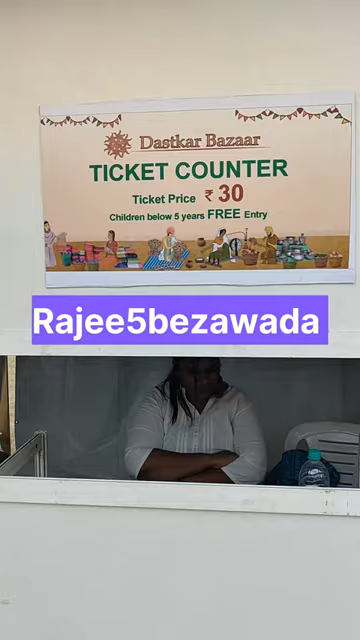 Dastkar Bazaar
TICKET COUNTER
Ticket Price ₹ 30
Children below 5 years FREE Entry
Rajee5bezawada